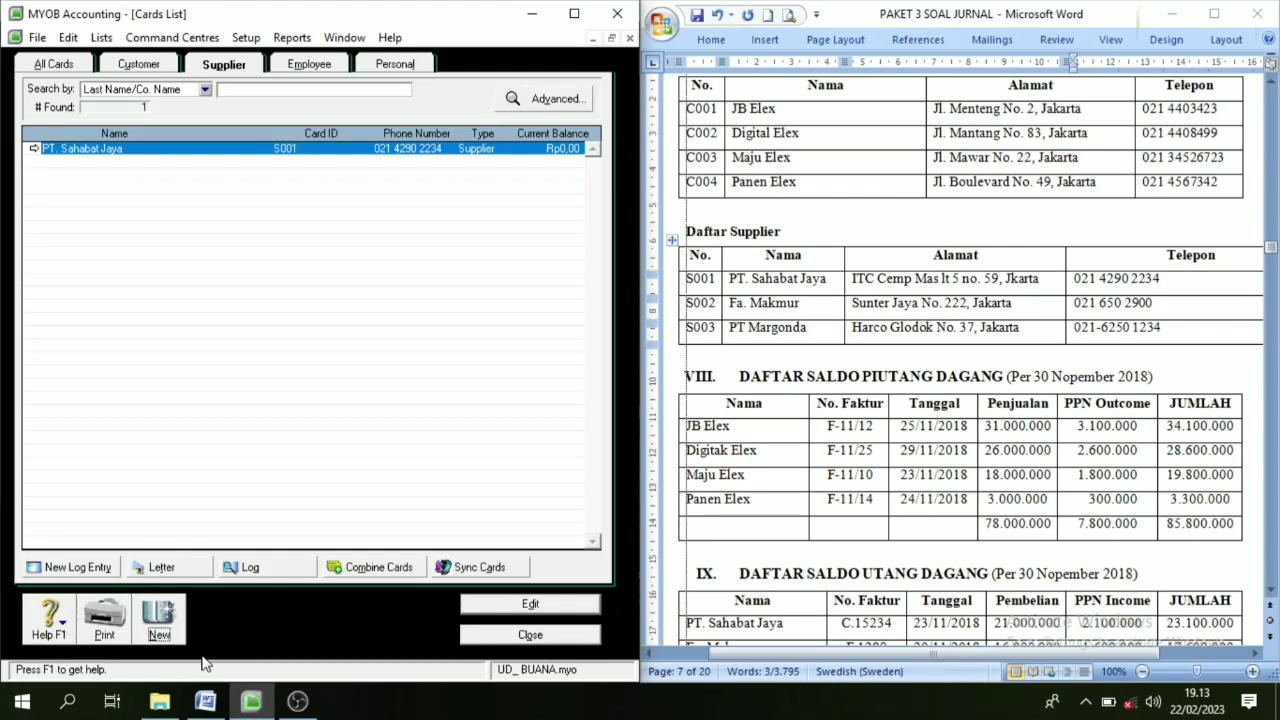 MYOB Accounting - [Cards List]
File Edit Lists Command Centres Setup Reports Window Help
All Cards Customer Supplier Employee Personal
Search by: Last Name/Co. Name
Advanced...
# Found: 1
Name Card ID Phone Number Type Current Balance
PT. Sahabat Jaya S001 021 4290 2234 Supplier Rp0,00
New Log Entry Letter Log Combine Cards Sync Cards
Help F1 Print New
Edit
Close
Press F1 to get help. UD_ BUANA.myo
PAKET 3 SOAL JURNAL - Microsoft Word
Home Insert Page Layout References Mailings Review View Design Layout
No. Nama Alamat Telepon
C001 JB Elex Jl. Menteng No. 2, Jakarta 021 4403423
C002 Digital Elex Jl. Mantang No. 83, Jakarta 021 4408499
C003 Maju Elex Jl. Mawar No. 22, Jakarta 021 34526723
C004 Panen Elex Jl. Boulevard No. 49, Jakarta 021 4567342
Daftar Supplier
No. Nama Alamat Telepon
S001 PT. Sahabat Jaya ITC Cemp Mas lt 5 no. 59, Jkarta 021 4290 2234
S002 Fa. Makmur Sunter Jaya No. 222, Jakarta 021 650 2900
S003 PT Margonda Harco Glodok No. 37, Jakarta 021-6250 1234
VIII. DAFTAR SALDO PIUTANG DAGANG (Per 30 Nopember 2018)
Nama No. Faktur Tanggal Penjualan PPN Outcome JUMLAH
JB Elex F-11/12 25/11/2018 31.000.000 3.100.000 34.100.000
Digitak Elex F-11/25 29/11/2018 26.000.000 2.600.000 28.600.000
Maju Elex F-11/10 23/11/2018 18.000.000 1.800.000 19.800.000
Panen Elex F-11/14 24/11/2018 3.000.000 300.000 3.300.000
78.000.000 7.800.000 85.800.000
IX. DAFTAR SALDO UTANG DAGANG (Per 30 Nopember 2018)
Nama No. Faktur Tanggal Pembelian PPN Income JUMLAH
PT. Sahabat Jaya C.15234 23/11/2018 21.000.000 2.100.000 23.100.000
Activate Windows
Page: 7 of 20 Words: 3/3.795 Swedish (Sweden) 100%
19.13
22/02/2023